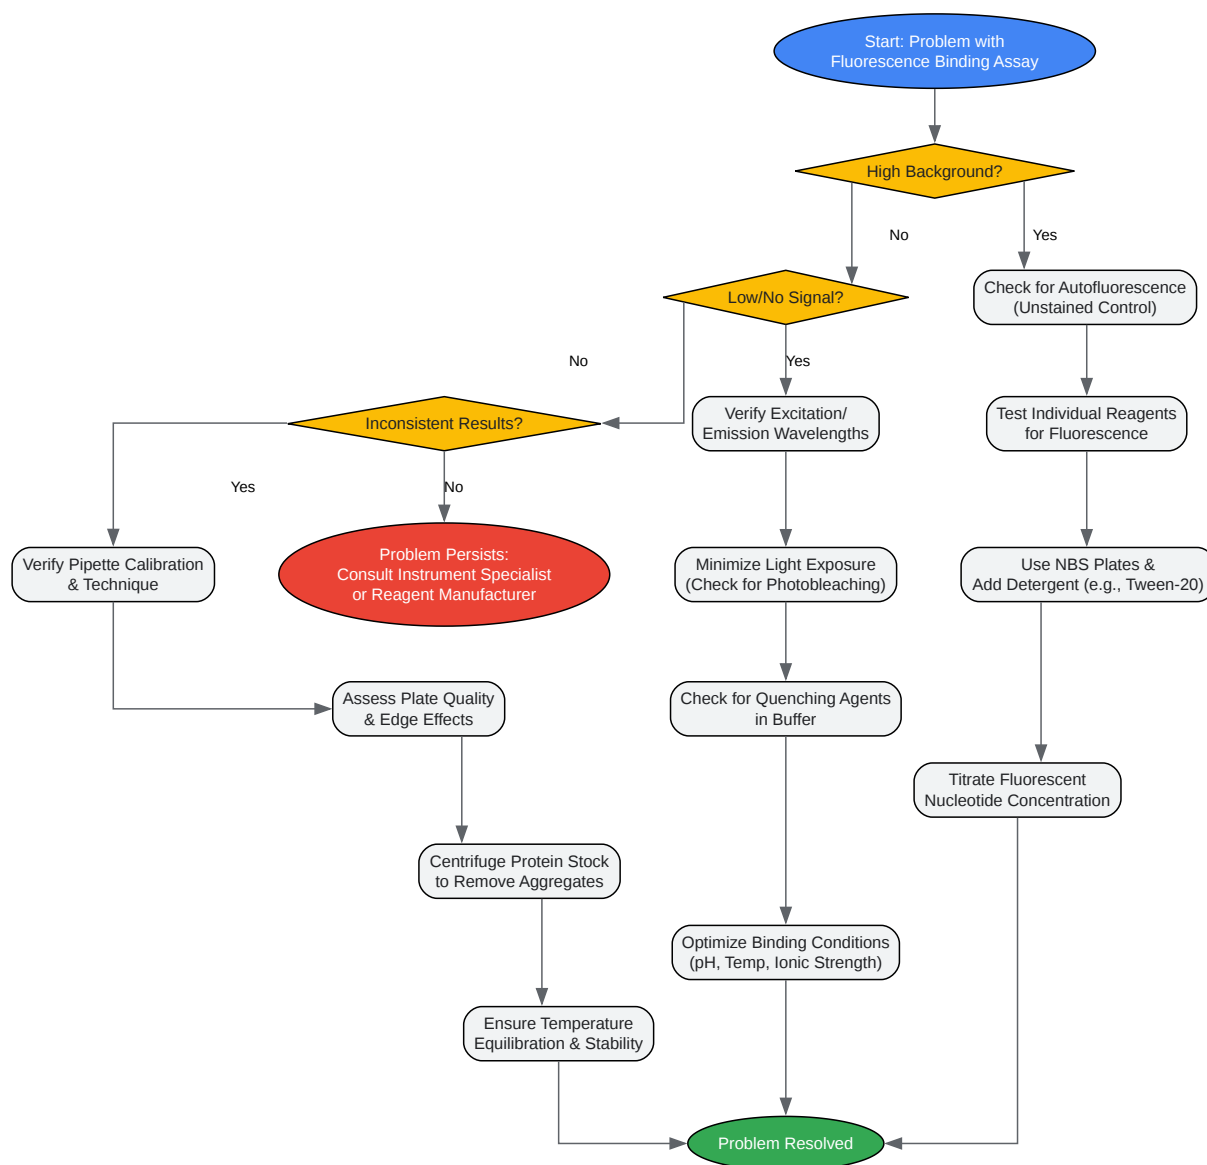 Start: Problem with
Fluorescence Binding Assay
High Background?
No
Yes
Low/No Signal?
Check for Autofluorescence
(Unstained Control)
No
Yes
Inconsistent Results?
Verify Excitation/
Emission Wavelengths
Test Individual Reagents
for Fluorescence
Yes
No
Verify Pipette Calibration
& Technique
Problem Persists:
Consult Instrument Specialist
or Reagent Manufacturer
Minimize Light Exposure
(Check for Photobleaching)
Use NBS Plates &
Add Detergent (e.g., Tween-20)
Assess Plate Quality
& Edge Effects
Check for Quenching Agents
in Buffer
Titrate Fluorescent
Nucleotide Concentration
Centrifuge Protein Stock
to Remove Aggregates
Optimize Binding Conditions
(pH, Temp, Ionic Strength)
Ensure Temperature
Equilibration & Stability
Problem Resolved